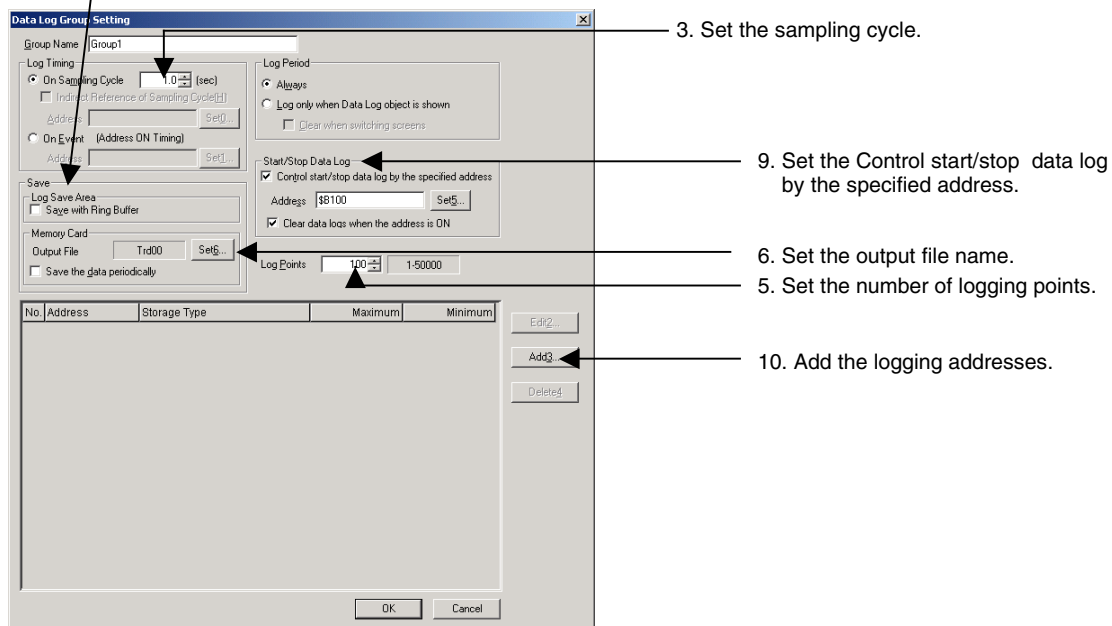 Data Log Group Setting
3. Set the sampling cycle.
Group Name Group1
Log Timing
On Sampling Cycle 1.0 (sec)
Indirect Reference of Sampling Cycle[H]
Address Set0...
On Event (Address ON Timing)
Address Set1...
Log Period
Always
Log only when Data Log object is shown
Clear when switching screens
Start/Stop Data Log
Control start/stop data log by the specified address
Address $B100 Set5...
Clear data logs when the address is ON
9. Set the Control start/stop data log
by the specified address.
Save
Log Save Area
Save with Ring Buffer
Memory Card
Output File Trd00 Set6...
Save the data periodically
Log Points 100 1-50000
6. Set the output file name.
5. Set the number of logging points.
No. Address Storage Type Maximum Minimum
Edit2...
Add3...
Delete4
10. Add the logging addresses.
OK Cancel